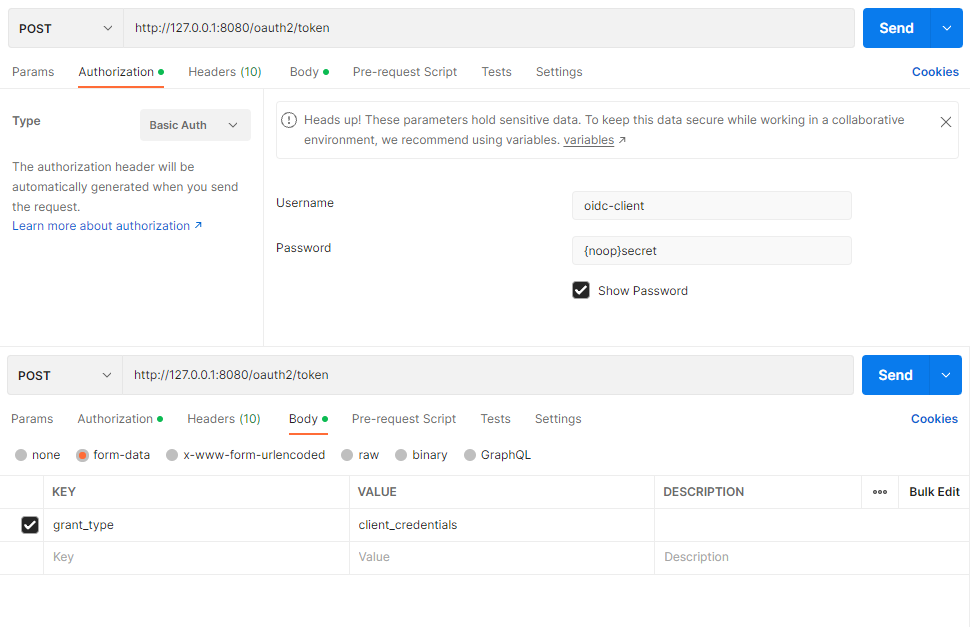 POST http://127.0.0.1:8080/oauth2/token Send
Params Authorization Headers (10) Body Pre-request Script Tests Settings Cookies
Type Basic Auth
The authorization header will be
automatically generated when you send
the request.
Learn more about authorization ↗
Heads up! These parameters hold sensitive data. To keep this data secure while working in a collaborative
environment, we recommend using variables. variables ↗
Username oidc-client
Password {noop}secret
Show Password
POST http://127.0.0.1:8080/oauth2/token Send
Params Authorization Headers (10) Body Pre-request Script Tests Settings Cookies
none form-data x-www-form-urlencoded raw binary GraphQL
KEY VALUE DESCRIPTION Bulk Edit
grant_type client_credentials
Key Value Description